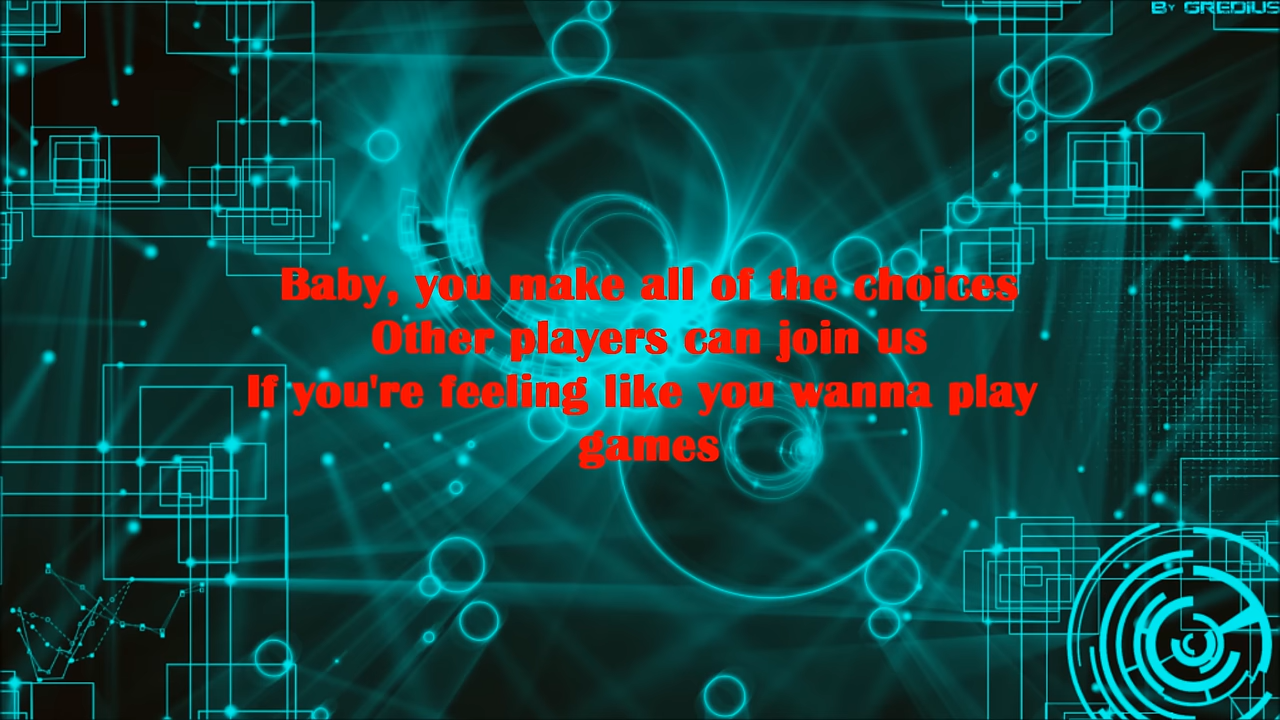 By GREDIUS
Baby, you make all of the choices
Other players can join us
If you're feeling like you wanna play
games